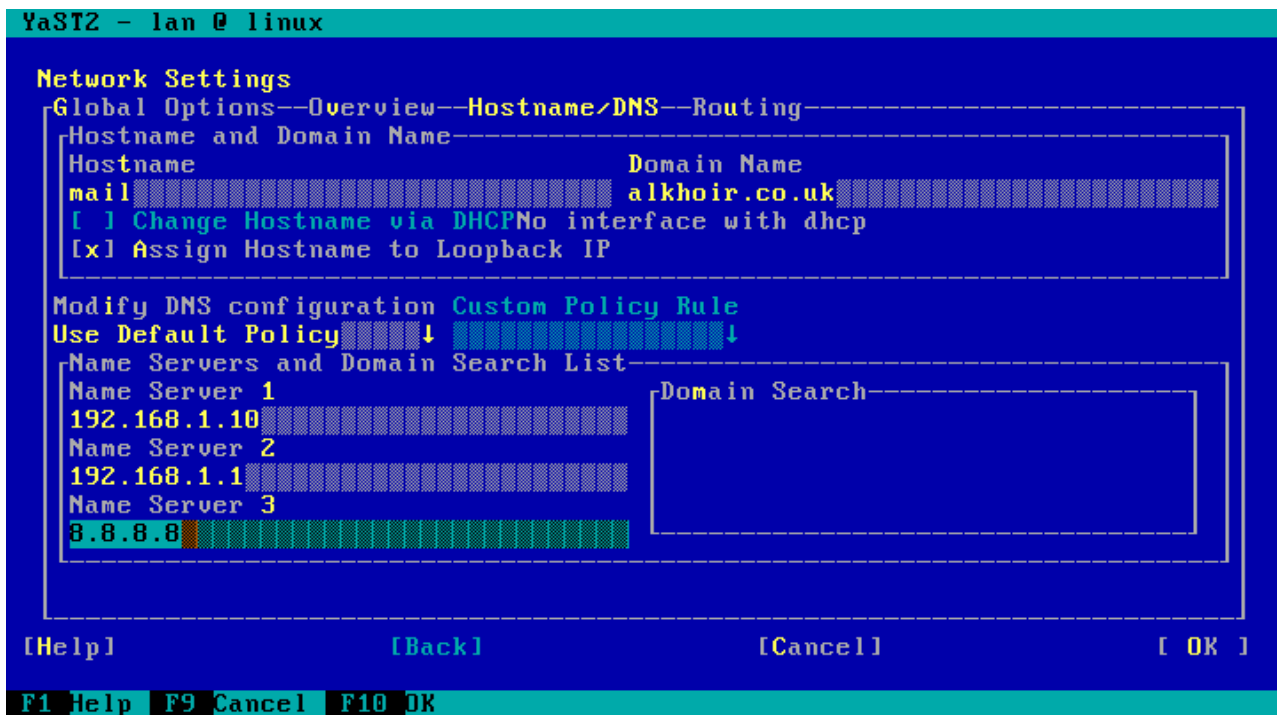 YaST2 - lan @ linux
Network Settings
Global Options--Overview--Hostname/DNS--Routing
Hostname and Domain Name
Hostname Domain Name
mail alkhoir.co.uk
[ ] Change Hostname via DHCPNo interface with dhcp
[x] Assign Hostname to Loopback IP
Modify DNS configuration Custom Policy Rule
Use Default Policy↓ ↓
Name Servers and Domain Search List
Name Server 1 Domain Search
192.168.1.10
Name Server 2
192.168.1.1
Name Server 3
8.8.8.8
[Help] [Back] [Cancel] [ OK ]
F1 Help F9 Cancel F10 OK